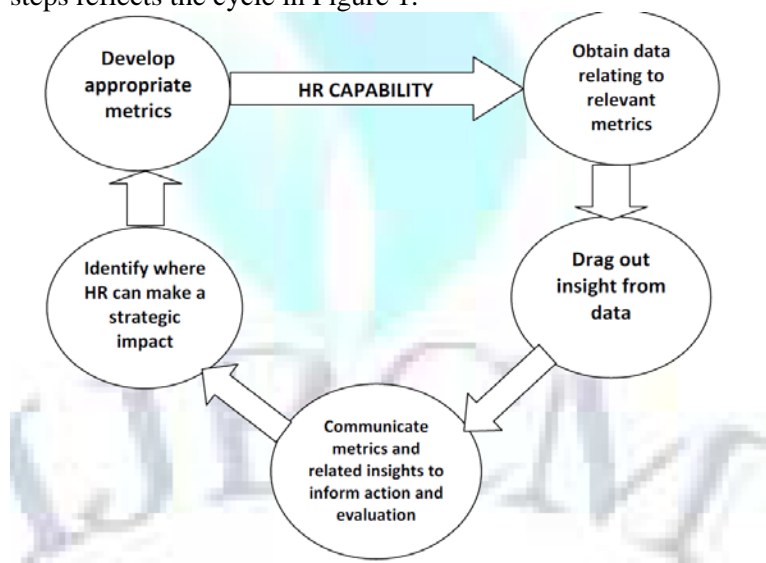 steps reflects the cycle in Figure 1.
Develop
appropriate
metrics
HR CAPABILITY
Obtain data
relating to
relevant
metrics
Drag out
insight from
data
Communicate
metrics and
related insights to
inform action and
evaluation
Identify where
HR can make a
strategic
impact